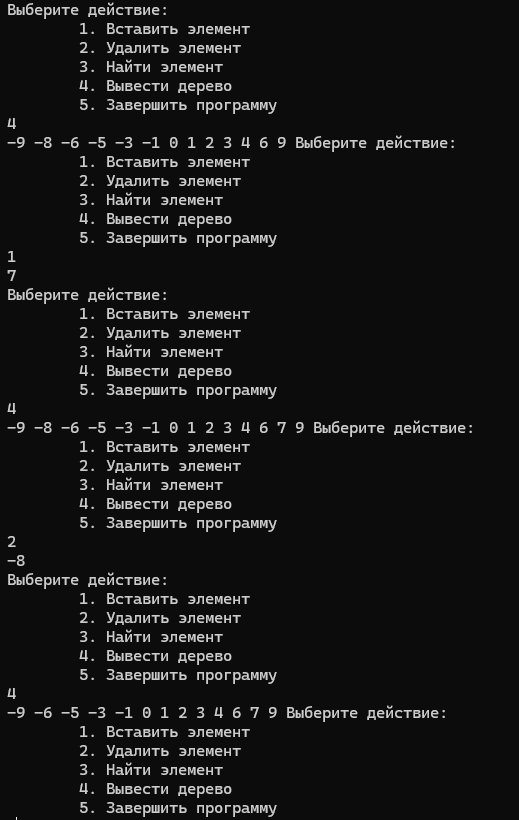 Выберите действие:
1. Вставить элемент
2. Удалить элемент
3. Найти элемент
4. Вывести дерево
5. Завершить программу
4
-9 -8 -6 -5 -3 -1 0 1 2 3 4 6 9 Выберите действие:
1. Вставить элемент
2. Удалить элемент
3. Найти элемент
4. Вывести дерево
5. Завершить программу
1
7
Выберите действие:
1. Вставить элемент
2. Удалить элемент
3. Найти элемент
4. Вывести дерево
5. Завершить программу
4
-9 -8 -6 -5 -3 -1 0 1 2 3 4 6 7 9 Выберите действие:
1. Вставить элемент
2. Удалить элемент
3. Найти элемент
4. Вывести дерево
5. Завершить программу
2
-8
Выберите действие:
1. Вставить элемент
2. Удалить элемент
3. Найти элемент
4. Вывести дерево
5. Завершить программу
4
-9 -6 -5 -3 -1 0 1 2 3 4 6 7 9 Выберите действие:
1. Вставить элемент
2. Удалить элемент
3. Найти элемент
4. Вывести дерево
5. Завершить программу